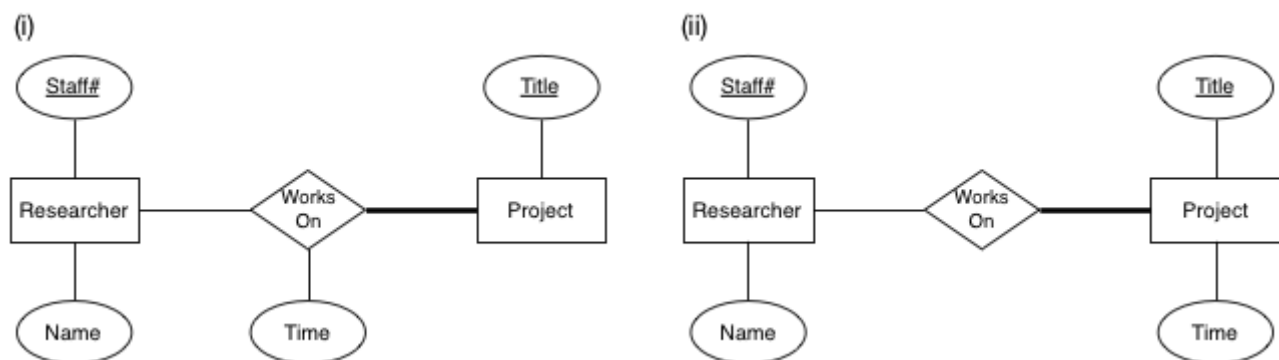 (i)
Staff#
Title
Researcher
Works
On
Project
Name
Time
(ii)
Staff#
Title
Researcher
Works
On
Project
Name
Time